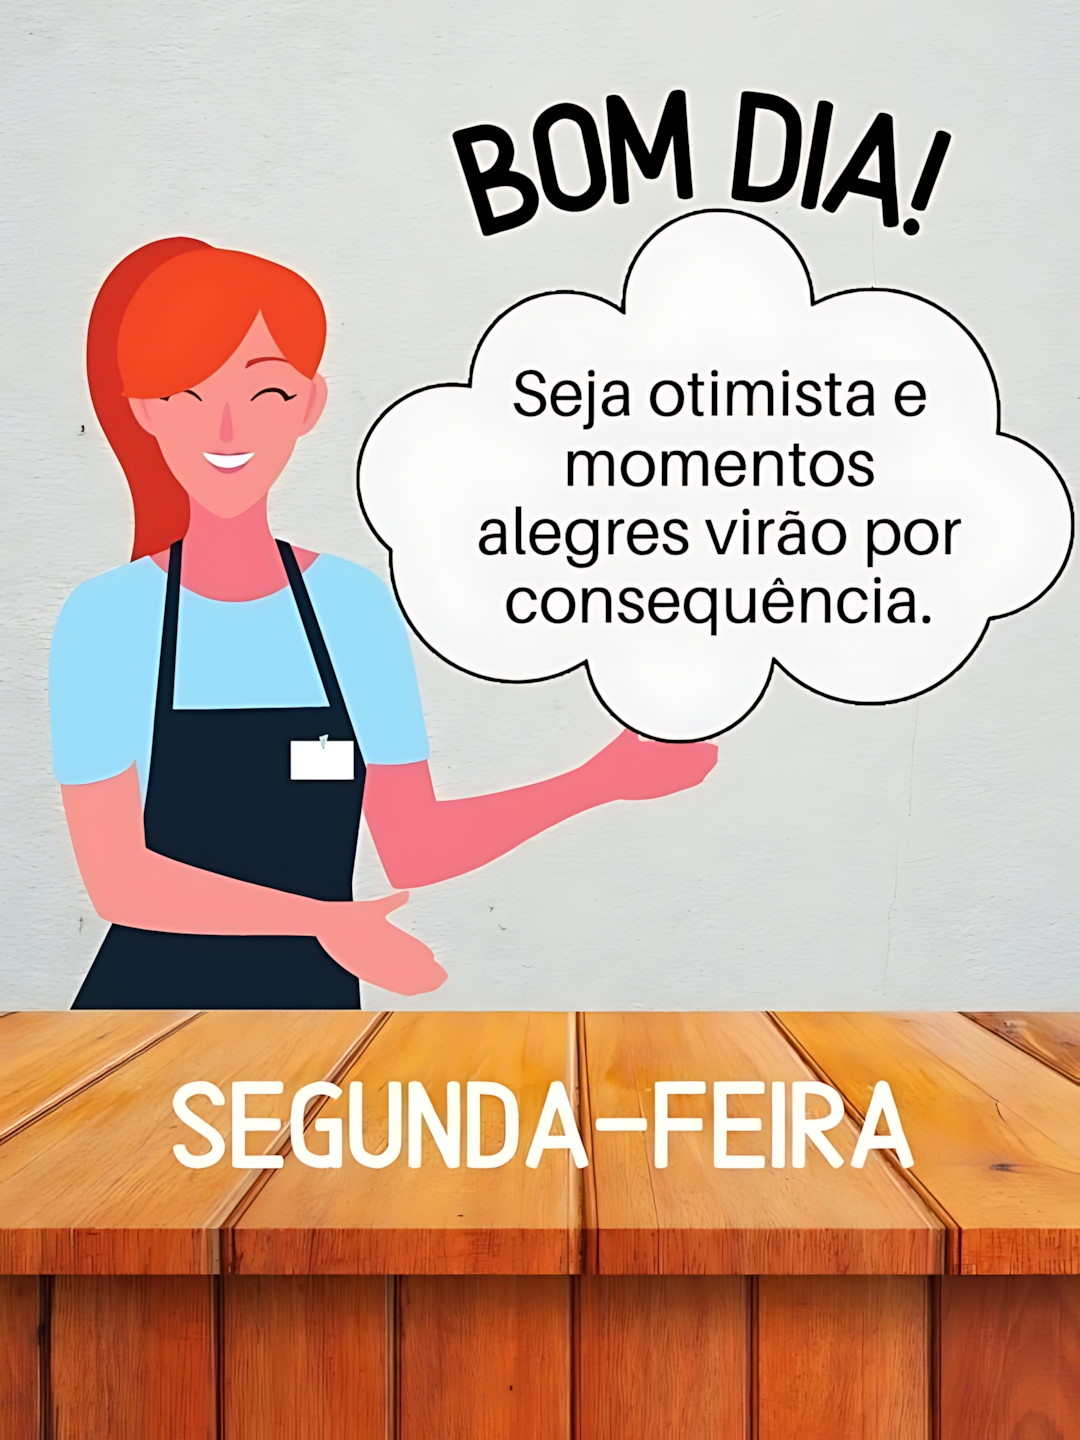 BOM DIA!
Seja otimista e
momentos
alegres virão por
consequência.
SEGUNDA-FEIRA